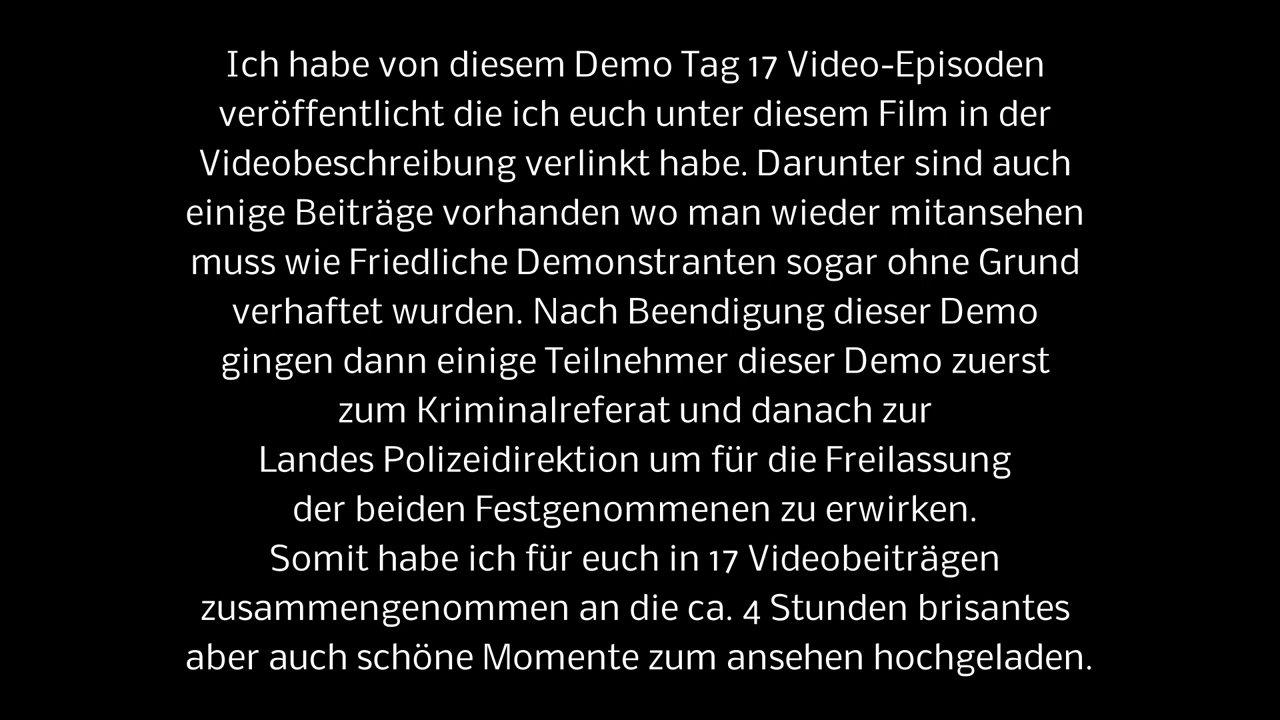 Ich habe von diesem Demo Tag 17 Video-Episoden
veröffentlicht die ich euch unter diesem Film in der
Videobeschreibung verlinkt habe. Darunter sind auch
einige Beiträge vorhanden wo man wieder mitansehen
muss wie Friedliche Demonstranten sogar ohne Grund
verhaftet wurden. Nach Beendigung dieser Demo
gingen dann einige Teilnehmer dieser Demo zuerst
zum Kriminalreferat und danach zur
Landes Polizeidirektion um für die Freilassung
der beiden Festgenommenen zu erwirken.
Somit habe ich für euch in 17 Videobeiträgen
zusammengenommen an die ca. 4 Stunden brisantes
aber auch schöne Momente zum ansehen hochgeladen.